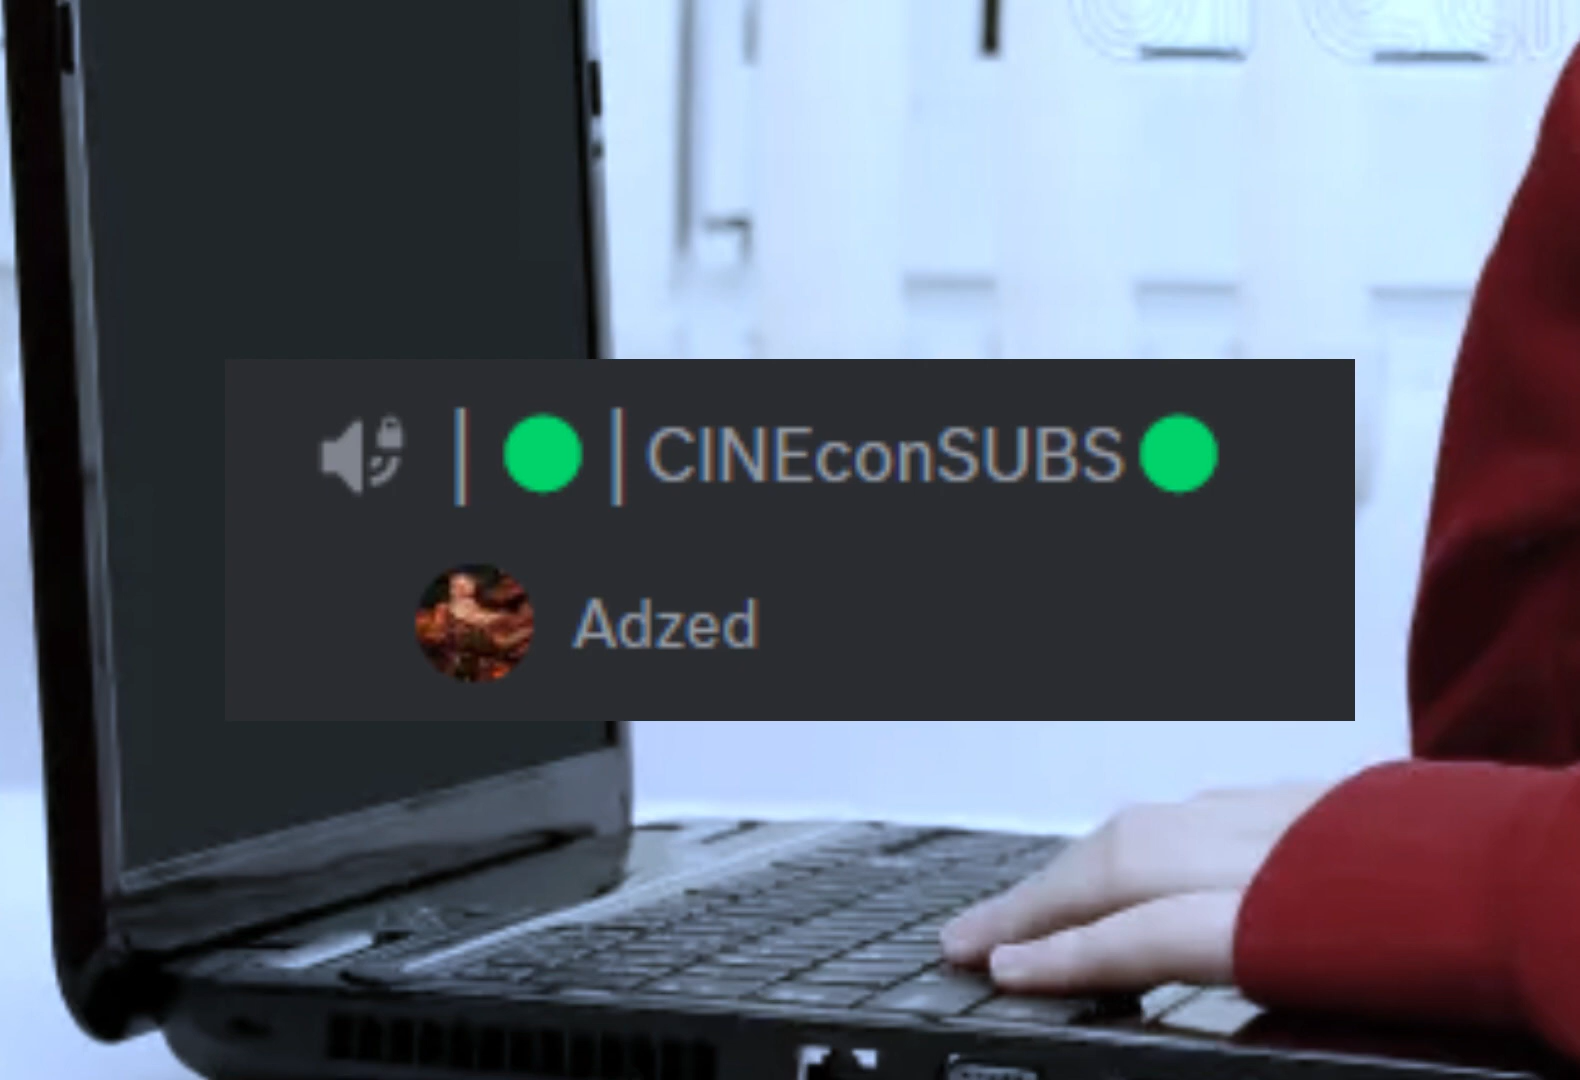 | 🟢 | CINEconSUBS🟢
Adzed